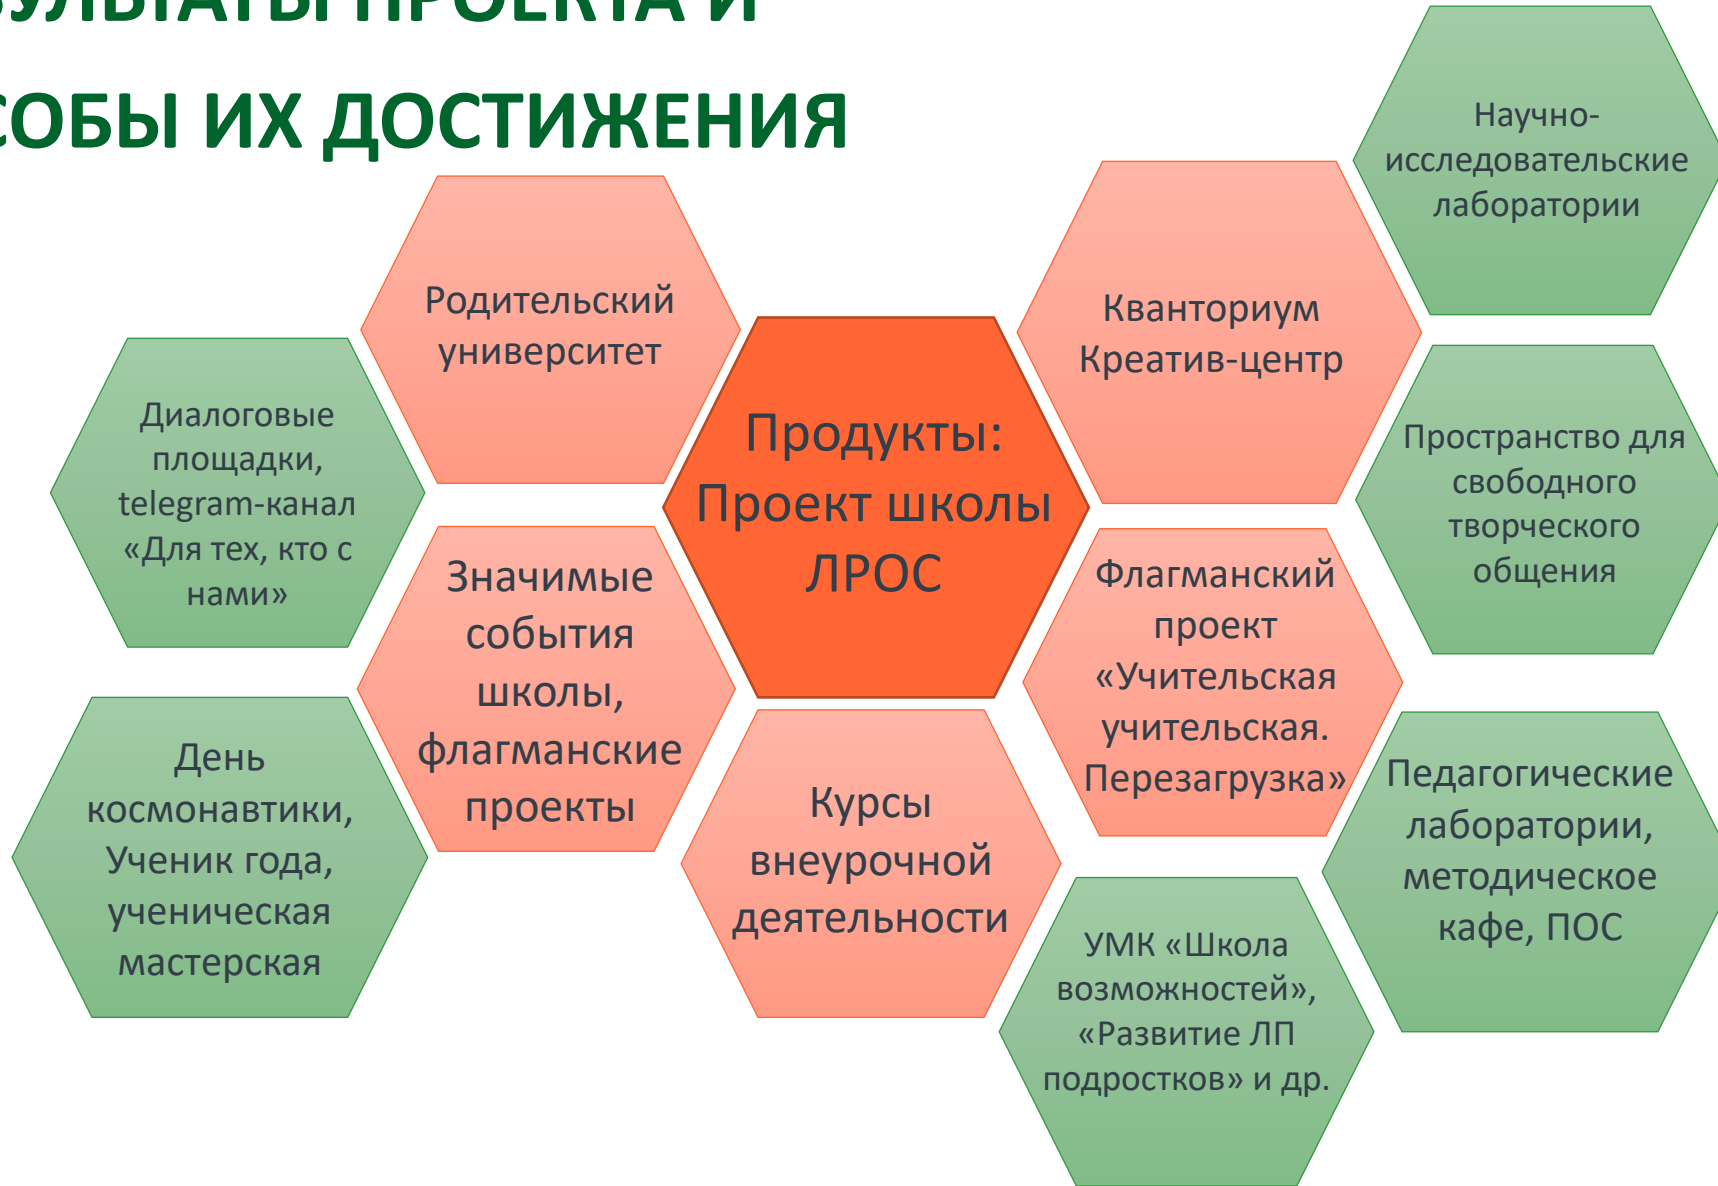 ЗУЛЬТАТЫ ПРОЕКТА И
СОБЫ ИХ ДОСТИЖЕНИЯ
Научно-
исследовательские
лаборатории
Родительский
университет
Кванториум
Креатив-центр
Диалоговые
площадки,
telegram-канал
«Для тех, кто с
нами»
Продукты:
Проект школы
ЛРОС
Пространство для
свободного
творческого
общения
Значимые
события
школы,
флагманские
проекты
Флагманский
проект
«Учительская
учительская.
Перезагрузка»
День
космонавтики,
Ученик года,
ученическая
мастерская
Курсы
внеурочной
деятельности
Педагогические
лаборатории,
методическое
кафе, ПОС
УМК «Школа
возможностей»,
«Развитие ЛП
подростков» и др.